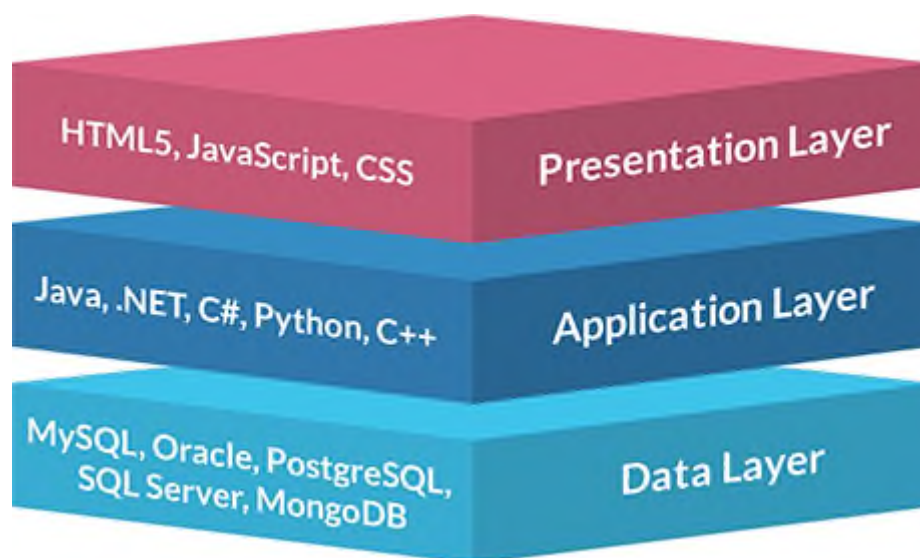 HTML5, JavaScript, CSS
Presentation Layer
Java, .NET, C#, Python, C++
Application Layer
MySQL, Oracle, PostgreSQL,
SQL Server, MongoDB
Data Layer